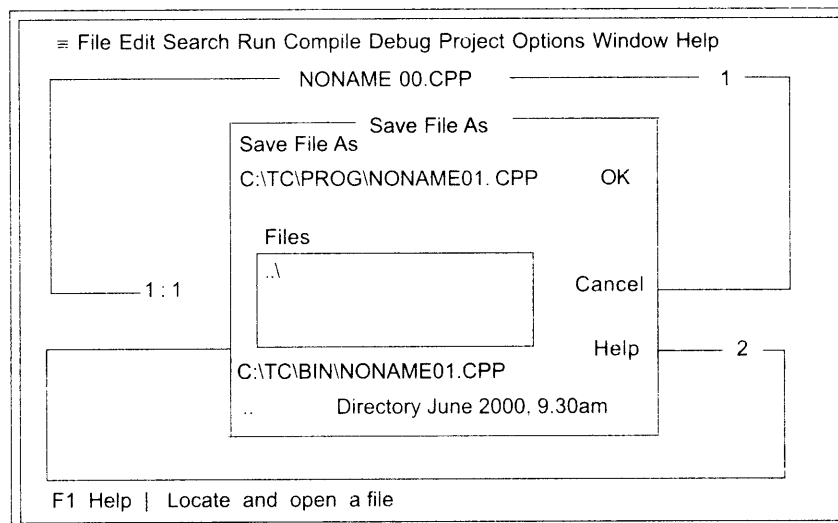 ≡ File Edit Search Run Compile Debug Project Options Window Help
NONAME 00.CPP 1
Save File As
Save File As
C:\TC\PROG\NONAME01. CPP OK
Files
..\
1 : 1
Cancel
Help 2
C:\TC\BIN\NONAME01.CPP
.. Directory June 2000, 9.30am
F1 Help | Locate and open a file